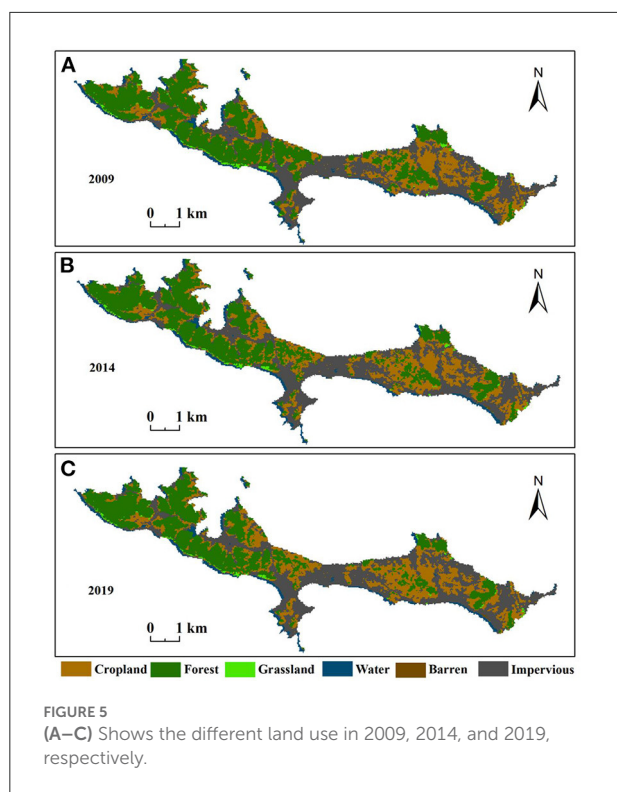 A
N
2009
0 1 km
B
N
2014
0 1 km
C
N
2019
0 1 km
Cropland Forest Grassland Water Barren Impervious
FIGURE 5
(A–C) Shows the different land use in 2009, 2014, and 2019,
respectively.